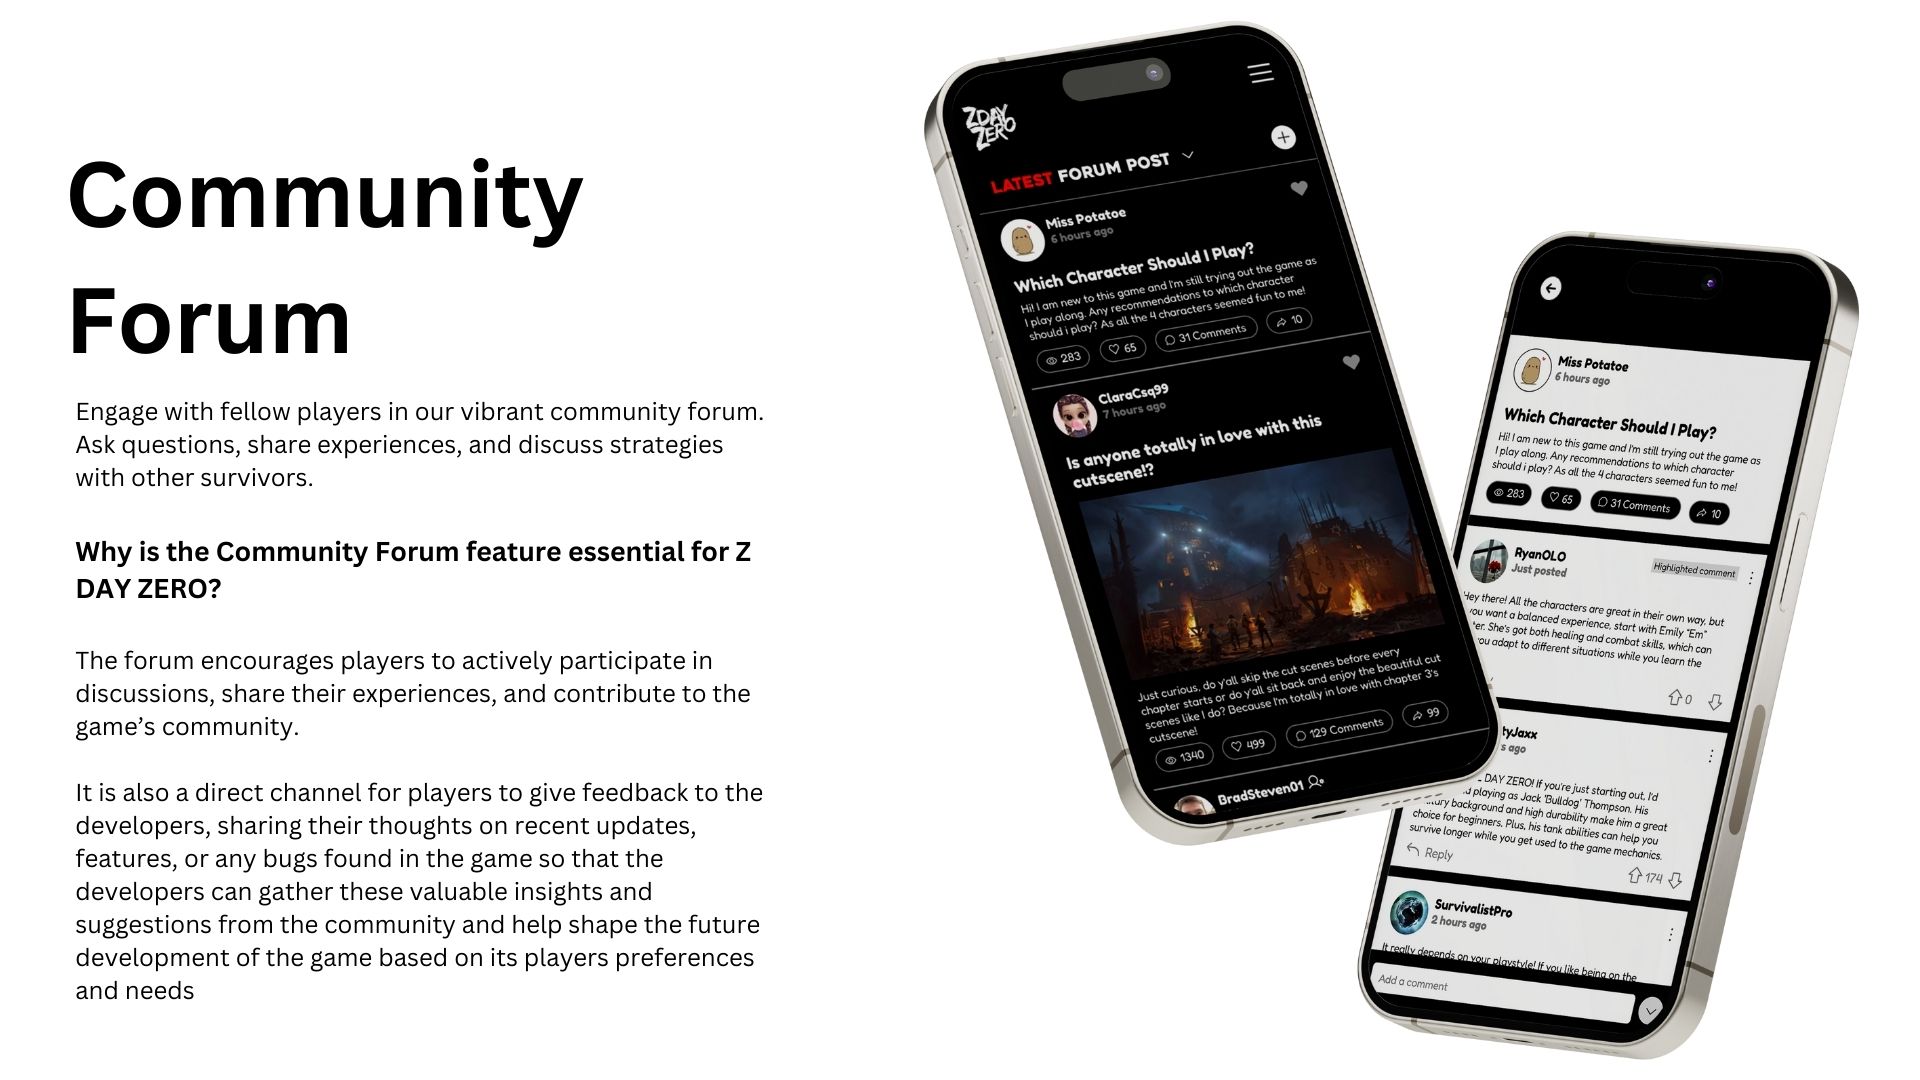 Community
Forum
Engage with fellow players in our vibrant community forum.
Ask questions, share experiences, and discuss strategies
with other survivors.
Why is the Community Forum feature essential for Z
DAY ZERO?
The forum encourages players to actively participate in
discussions, share their experiences, and contribute to the
game’s community.
It is also a direct channel for players to give feedback to the
developers, sharing their thoughts on recent updates,
features, or any bugs found in the game so that the
developers can gather these valuable insights and
suggestions from the community and help shape the future
development of the game based on its players preferences
and needs
ZDAY
ZERO
LATEST FORUM POST
Miss Potatoe
6 hours ago
Which Character Should I Play?
Hi! I am new to this game and I'm still trying out the game as
I play along. Any recommendations to which character
should i play? As all the 4 characters seemed fun to me!
283 65 31 Comments 10
ClaraCsq99
7 hours ago
Is anyone totally in love with this
cutscene!?
Just curious, do y'all skip the cut scenes before every
chapter starts or do y'all sit back and enjoy the beautiful cut
scenes like I do? Because I'm totally in love with chapter 3's
cutscene!
1340 499 129 Comments 99
BradSteven01
Miss Potatoe
6 hours ago
Which Character Should I Play?
Hi! I am new to this game and I'm still trying out the game as
I play along. Any recommendations to which character
should i play? As all the 4 characters seemed fun to me!
283 65 31 Comments 10
RyanOLO
Just posted
Highlighted comment
Hey there! All the characters are great in their own way, but
you want a balanced experience, start with Emily "Em"
She's got both healing and combat skills, which can
you adapt to different situations while you learn the
0
tyJaxx
s ago
DAY ZERO! If you're just starting out, I'd
playing as Jack 'Bulldog' Thompson. His
background and high durability make him a great
choice for beginners. Plus, his tank abilities can help you
survive longer while you get used to the game mechanics.
Reply
174
SurvivalistPro
2 hours ago
It really depends on your playstyle! If you like being on the
Add a comment